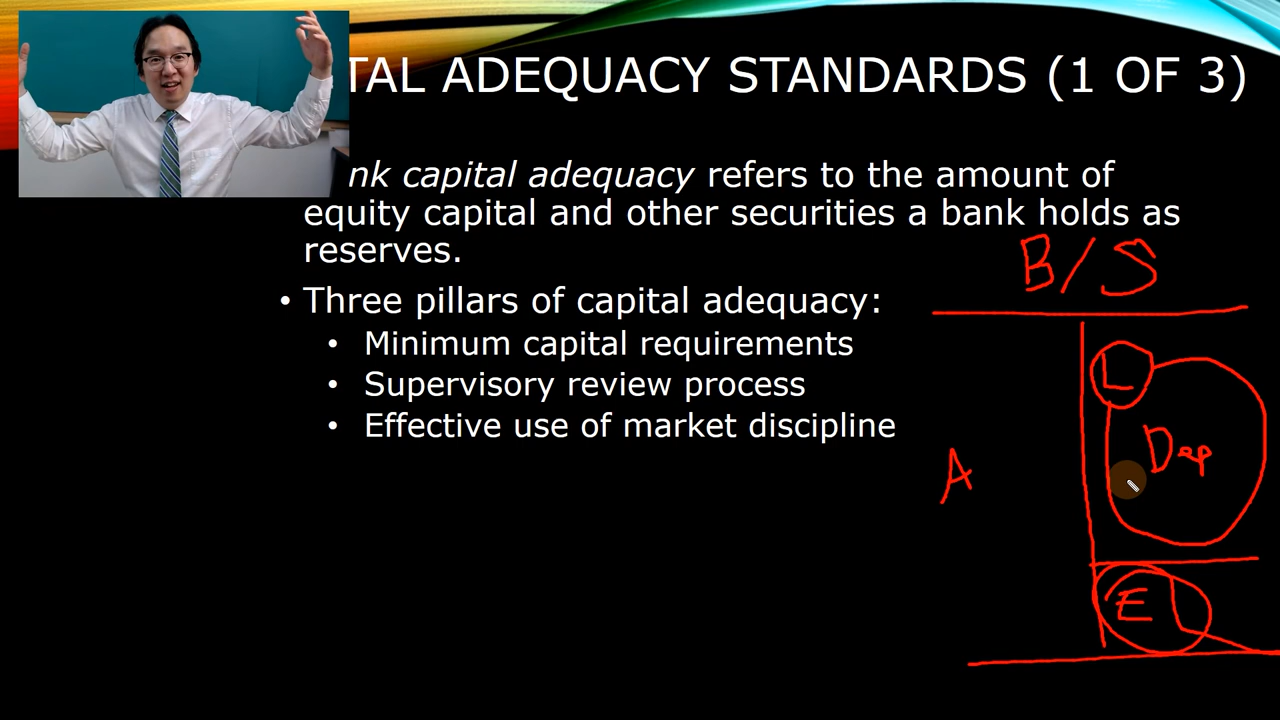 TAL ADEQUACY STANDARDS (1 OF 3)
nk capital adequacy refers to the amount of
equity capital and other securities a bank holds as
reserves.
• Three pillars of capital adequacy:
• Minimum capital requirements
• Supervisory review process
• Effective use of market discipline
B/S
L
Dep
A
E